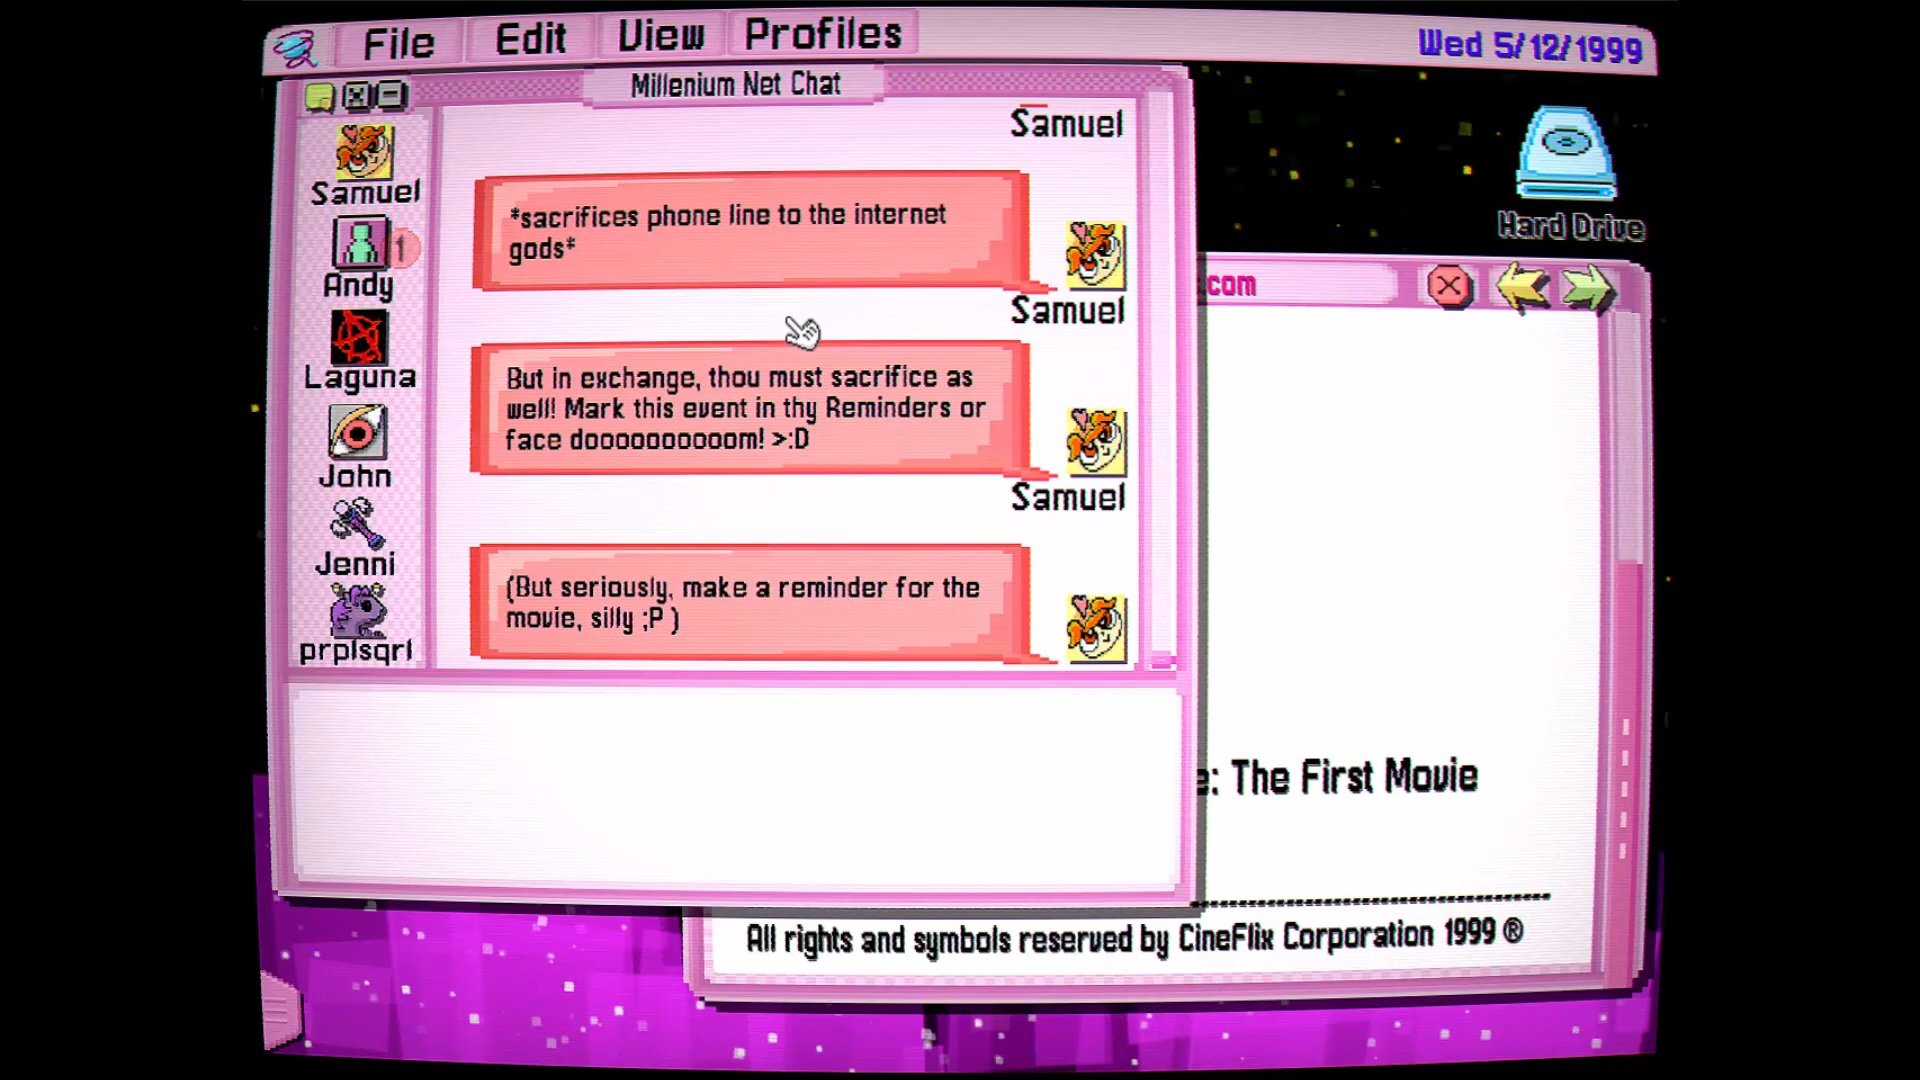 File Edit View Profiles
Wed 5/12/1999
Millenium Net Chat
Samuel
Andy
1
Laguna
John
Jenni
prplsqrl
Samuel
*sacrifices phone line to the internet
gods*
Samuel
But in exchange, thou must sacrifice as
well! Mark this event in thy Reminders or
face dooooooooom! >:D
Samuel
(But seriously, make a reminder for the
movie, silly ;P )
Hard Drive
.com
: The First Movie
All rights and symbols reserved by CineFlix Corporation 1999 ®